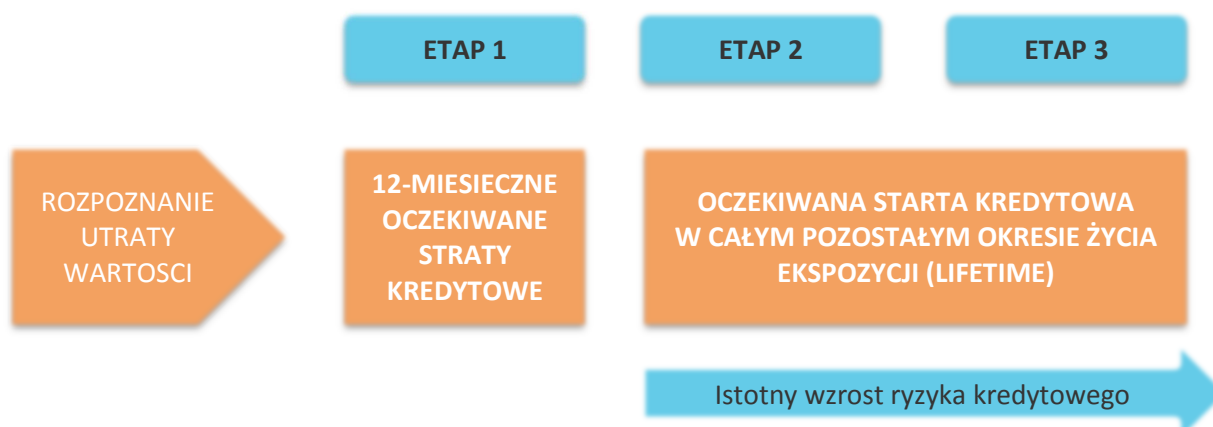 ETAP 1
ETAP 2
ETAP 3
ROZPOZNANIE
UTRATY
WARTOSCI
12-MIESIECZNE
OCZEKIWANE
STRATY
KREDYTOWE
OCZEKIWANA STARTA KREDYTOWA
W CAŁYM POZOSTAŁYM OKRESIE ŻYCIA
EKSPOZYCJI (LIFETIME)
Istotny wzrost ryzyka kredytowego